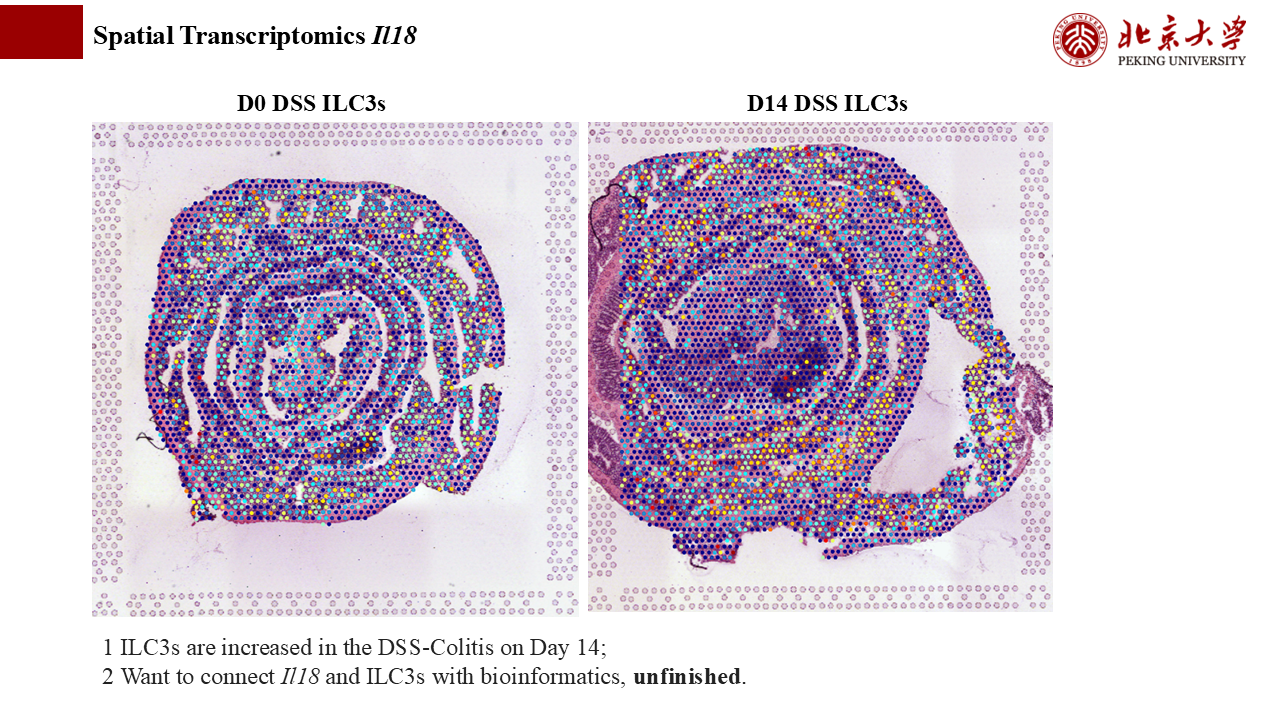 Spatial Transcriptomics Il18
北京大学
PEKING UNIVERSITY
PEKING UNIVERSITY
1898
D0 DSS ILC3s
D14 DSS ILC3s
1 ILC3s are increased in the DSS-Colitis on Day 14;
2 Want to connect Il18 and ILC3s with bioinformatics, unfinished.